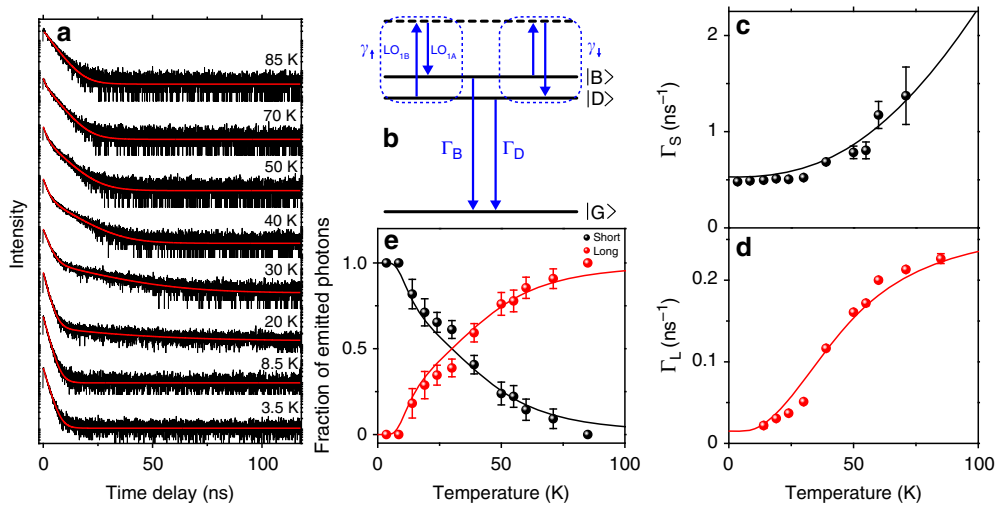 a
85 K
70 K
50 K
40 K
30 K
20 K
8.5 K
3.5 K
Intensity
0
50
100
Time delay (ns)
b
γ↑
LO1B
LO1A
γ↓
|B>
|D>
ΓB
ΓD
|G>
e
Short
Long
1.0
0.5
0
Fraction of emitted photons
0
50
100
Temperature (K)
c
2
1
0
ΓS (ns−1)
d
0.2
0.1
0
ΓL (ns−1)
0
50
100
Temperature (K)